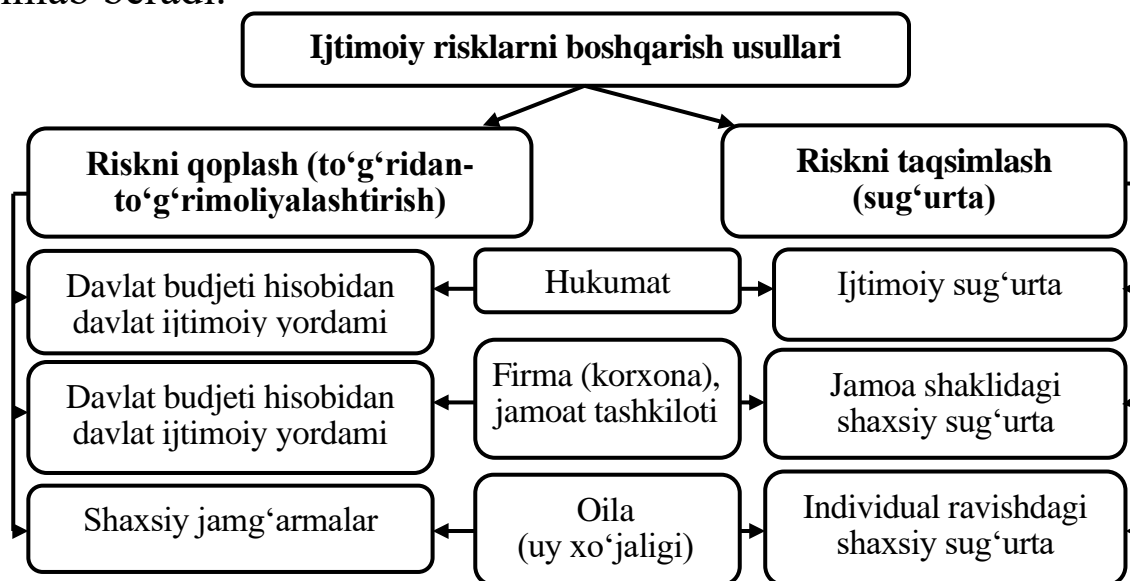 Ijtimoiy risklarni boshqarish usullari
Riskni qoplash (to‘g‘ridan-
to‘g‘rimoliyalashtirish)
Riskni taqsimlash
(sug‘urta)
Davlat budjeti hisobidan
davlat ijtimoiy yordami
Hukumat
Ijtimoiy sug‘urta
Davlat budjeti hisobidan
davlat ijtimoiy yordami
Firma (korxona),
jamoat tashkiloti
Jamoa shaklidagi
shaxsiy sug‘urta
Shaxsiy jamg‘armalar
Oila
(uy xo‘jaligi)
Individual ravishdagi
shaxsiy sug‘urta